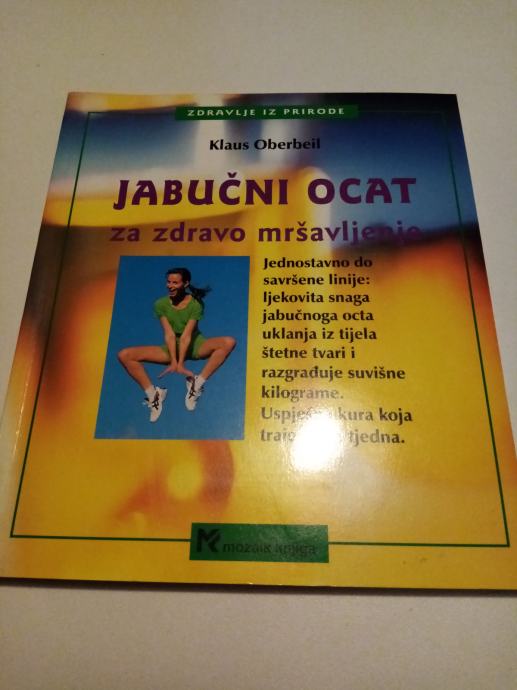 ZDRAVLJE IZ PRIRODE
Klaus Oberbeil
JABUČNI OCAT
za zdravo mršavljenje
Jednostavno do
savršene linije:
ljekovita snaga
jabučnoga octa
uklanja iz tijela
štetne tvari i
razgrađuje suvišne
kilograme.
kura koja
tjedna.
mozaik knjiga